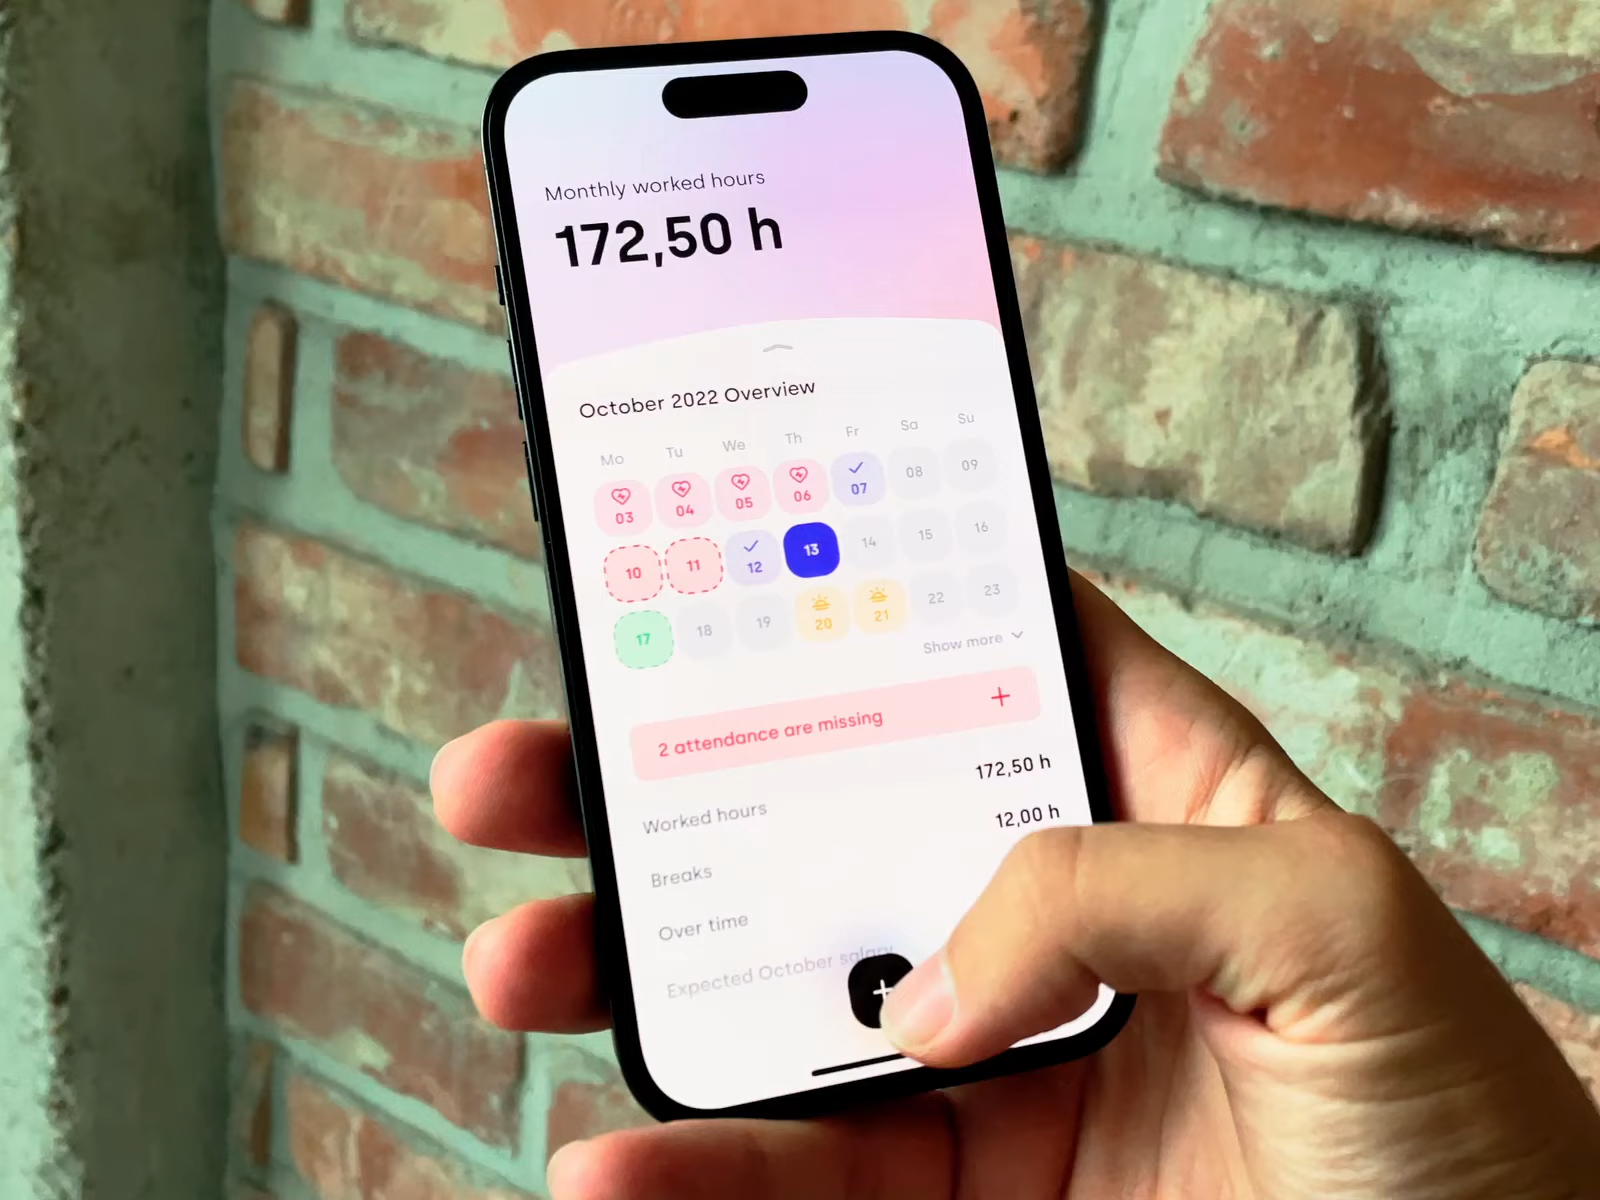 Monthly worked hours
172,50 h
October 2022 Overview
Mo Tu We Th Fr Sa Su
03 04 05 06 07 08 09
10 11 12 13 14 15 16
17 18 19 20 21 22 23
Show more
2 attendance are missing +
Worked hours 172,50 h
Breaks 12,00 h
Over time
Expected October salary
+